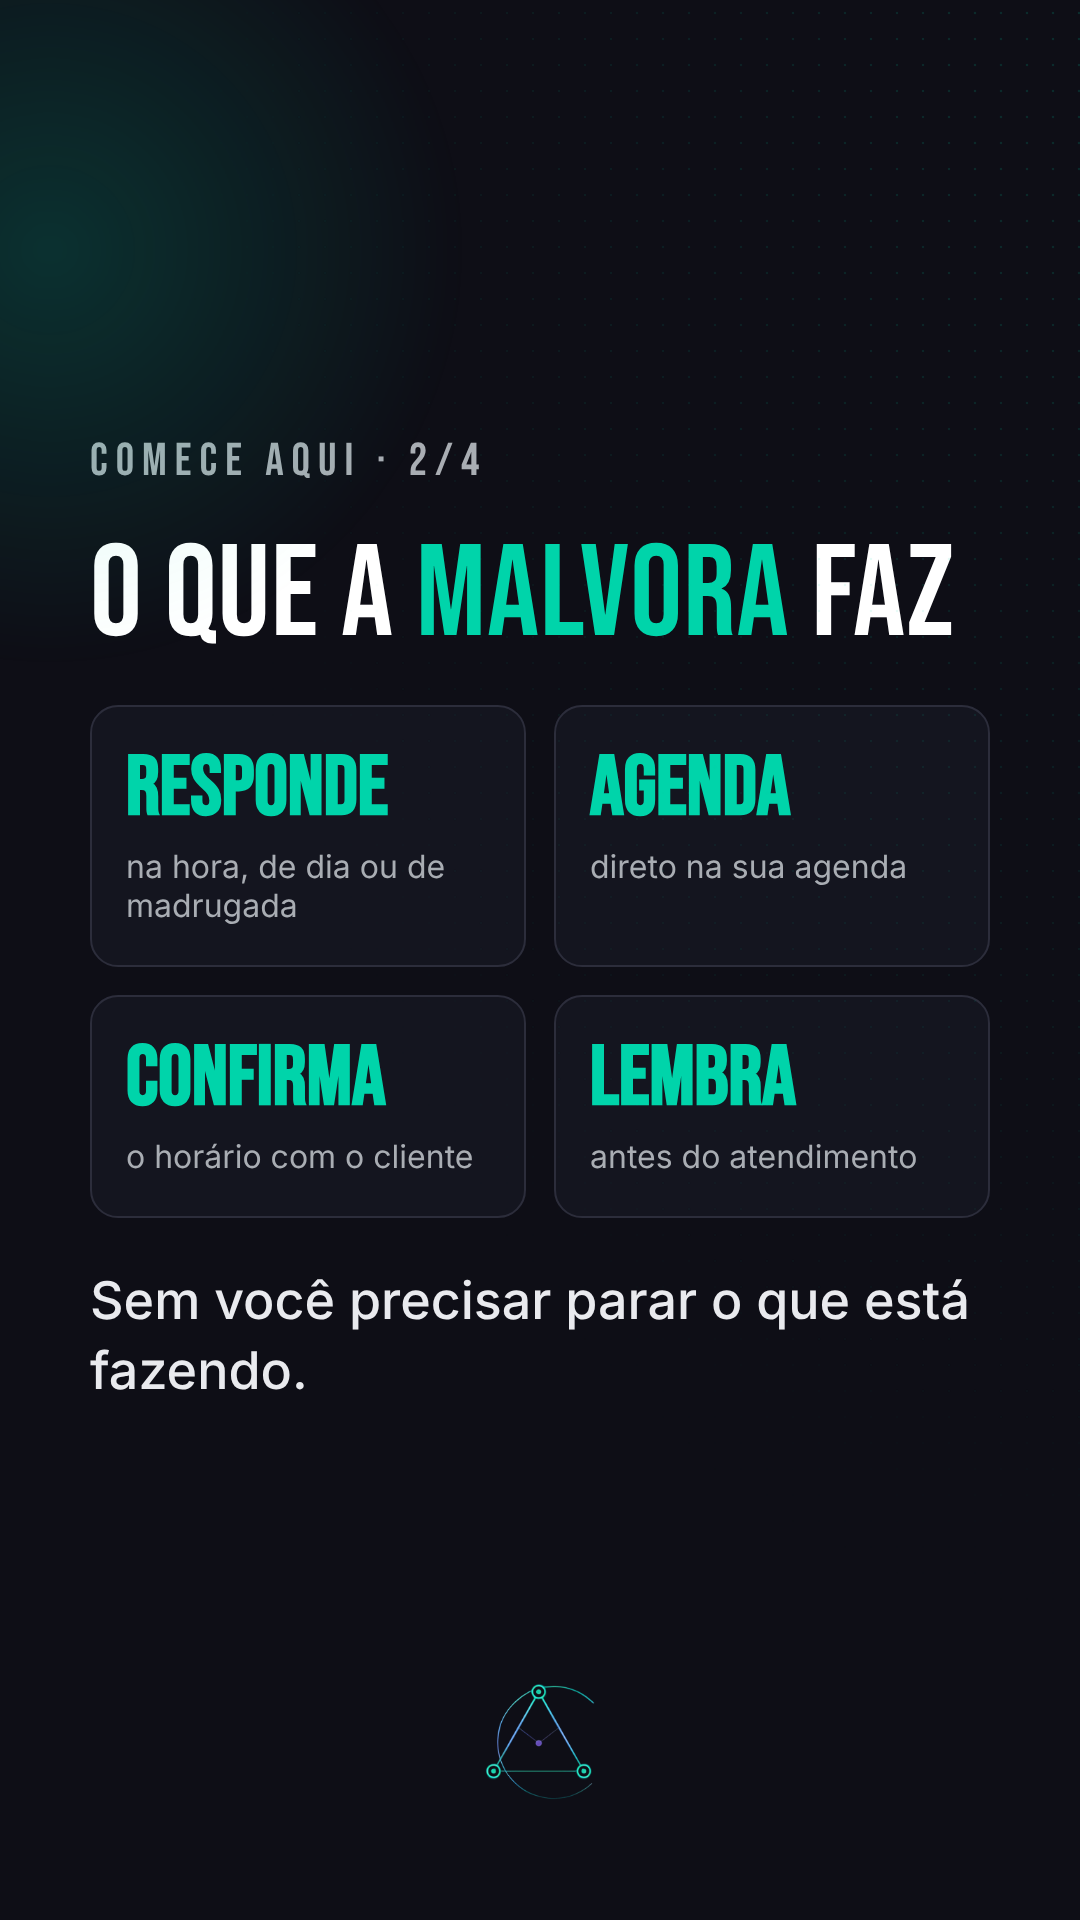 COMECE AQUI · 2/4
O QUE A MALVORA FAZ
RESPONDE
na hora, de dia ou de
madrugada
AGENDA
direto na sua agenda
CONFIRMA
o horário com o cliente
LEMBRA
antes do atendimento
Sem você precisar parar o que está
fazendo.